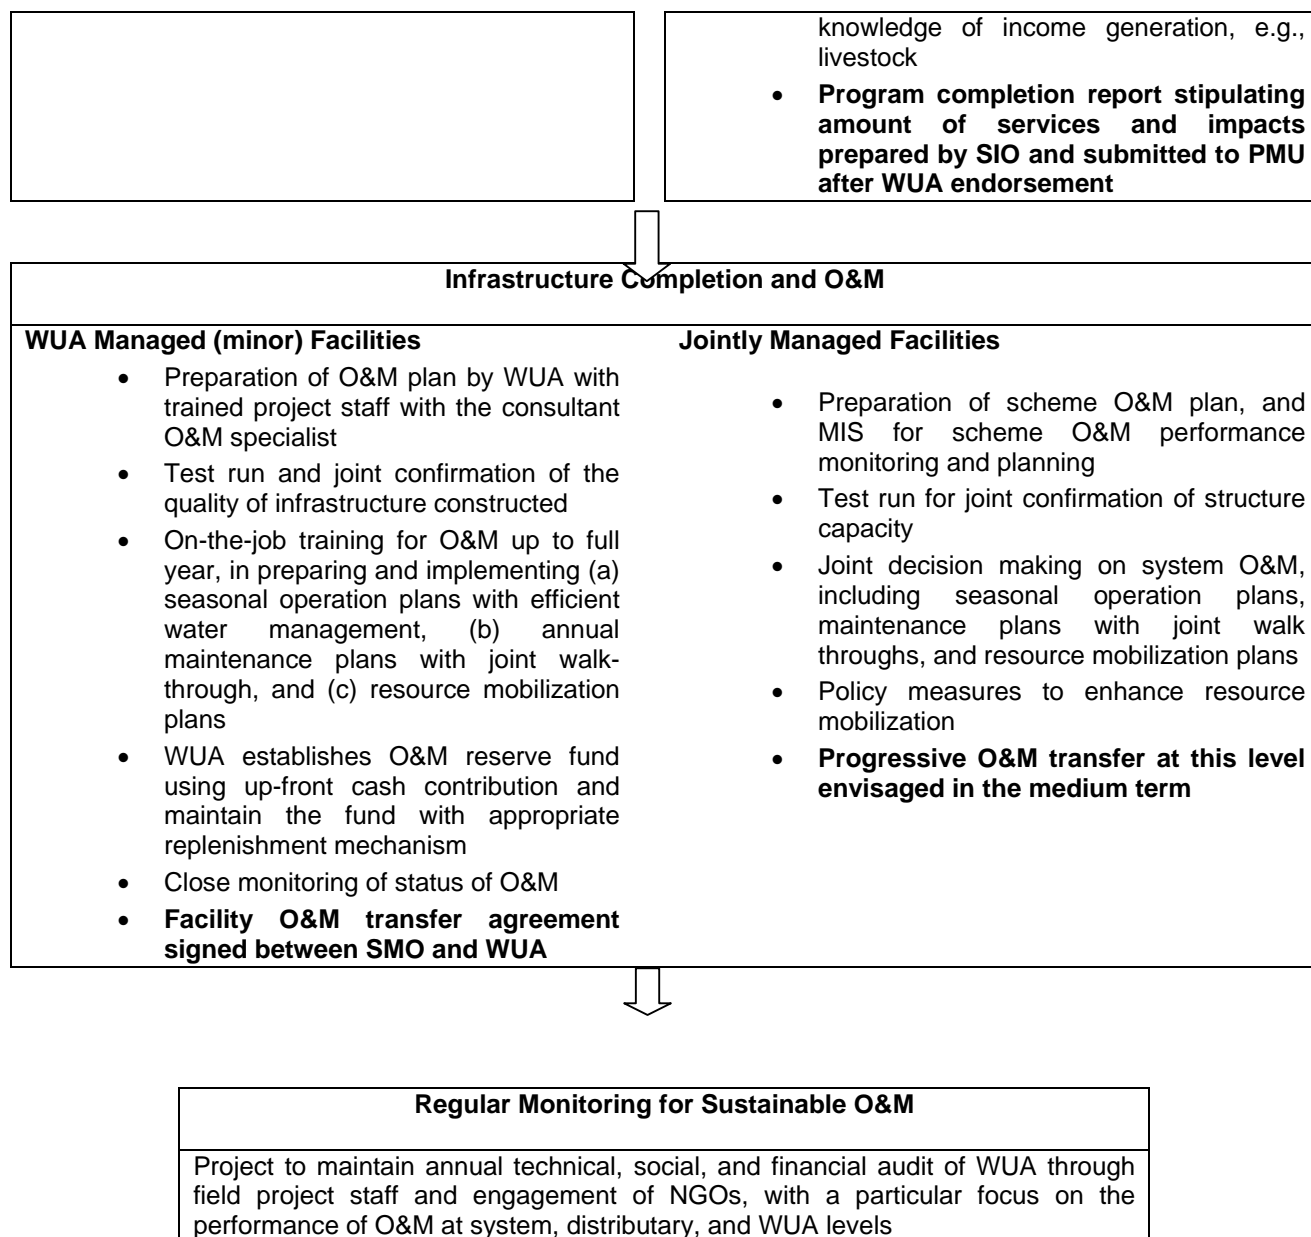 knowledge of income generation, e.g.,
livestock
• Program completion report stipulating
amount of services and impacts
prepared by SIO and submitted to PMU
after WUA endorsement
Infrastructure Completion and O&M
WUA Managed (minor) Facilities
• Preparation of O&M plan by WUA with
trained project staff with the consultant
O&M specialist
• Test run and joint confirmation of the
quality of infrastructure constructed
• On-the-job training for O&M up to full
year, in preparing and implementing (a)
seasonal operation plans with efficient
water management, (b) annual
maintenance plans with joint walk-
through, and (c) resource mobilization
plans
• WUA establishes O&M reserve fund
using up-front cash contribution and
maintain the fund with appropriate
replenishment mechanism
• Close monitoring of status of O&M
• Facility O&M transfer agreement
signed between SMO and WUA
Jointly Managed Facilities
• Preparation of scheme O&M plan, and
MIS for scheme O&M performance
monitoring and planning
• Test run for joint confirmation of structure
capacity
• Joint decision making on system O&M,
including seasonal operation plans,
maintenance plans with joint walk
throughs, and resource mobilization plans
• Policy measures to enhance resource
mobilization
• Progressive O&M transfer at this level
envisaged in the medium term
Regular Monitoring for Sustainable O&M
Project to maintain annual technical, social, and financial audit of WUA through
field project staff and engagement of NGOs, with a particular focus on the
performance of O&M at system, distributary, and WUA levels